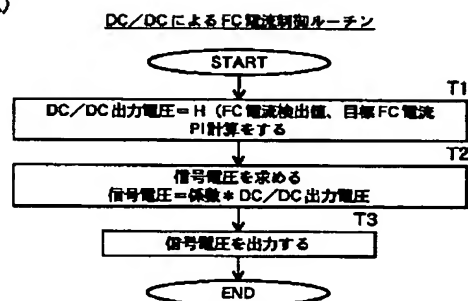 )
DC／DCによるFC電流制御ルーチン
START
T1
DC／DC出力電圧＝H（FC電流検出値、目標FC電流
PI計算をする
T2
信号電圧を求める
信号電圧＝係数＊DC／DC出力電圧
T3
信号電圧を出力する
END